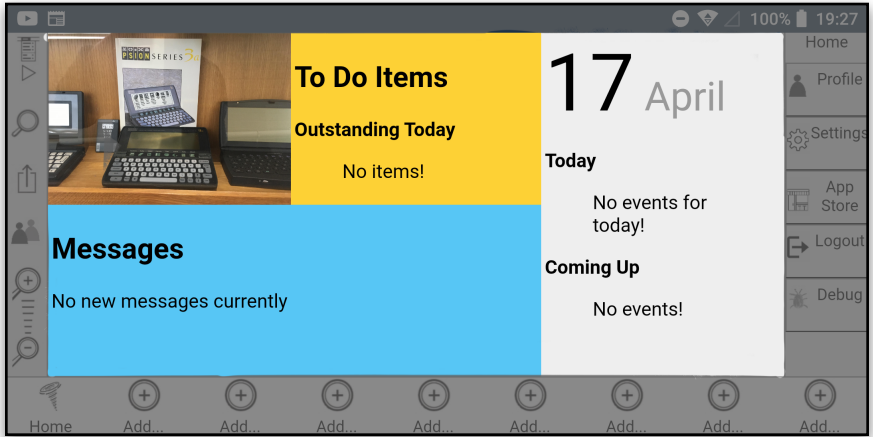 100% 19:27
PSION SERIES 3a
To Do Items
Outstanding Today
No items!
Messages
No new messages currently
17 April
Today
No events for
today!
Coming Up
No events!
Home
Profile
Settings
App
Store
Logout
Debug
Home
Add...
Add...
Add...
Add...
Add...
Add...
Add...
Add...